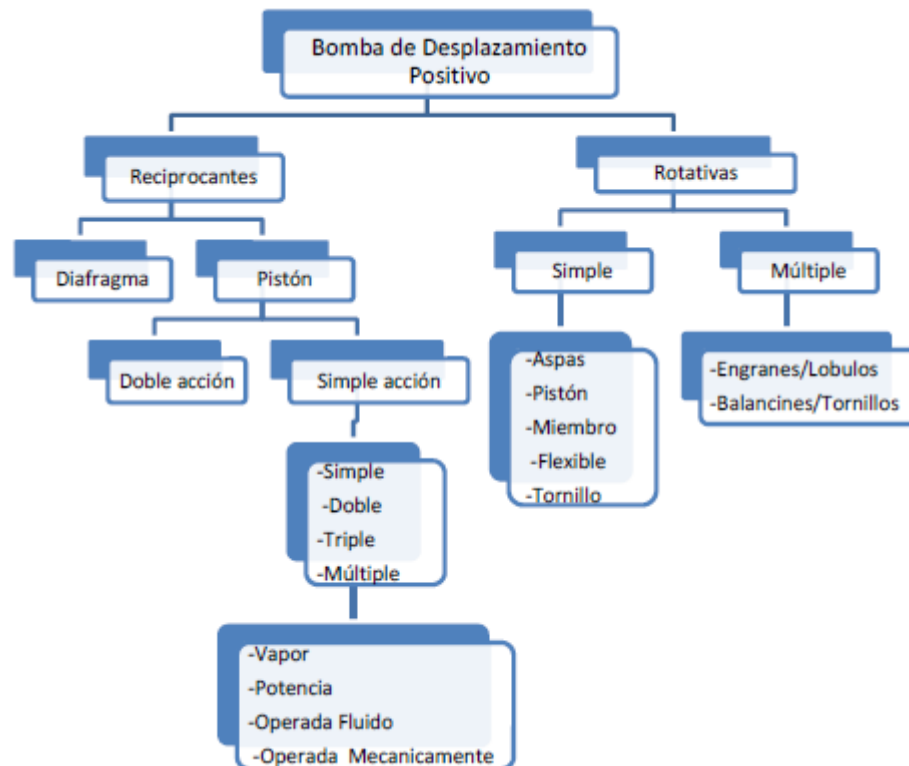 Bomba de Desplazamiento
Positivo
Reciprocantes
Rotativas
Diafragma
Pistón
Simple
Múltiple
Doble acción
Simple acción
-Aspas
-Pistón
-Miembro
-Flexible
-Tornillo
-Engranes/Lobulos
-Balancines/Tornillos
-Simple
-Doble
-Triple
-Múltiple
-Vapor
-Potencia
-Operada Fluido
-Operada Mecanicamente